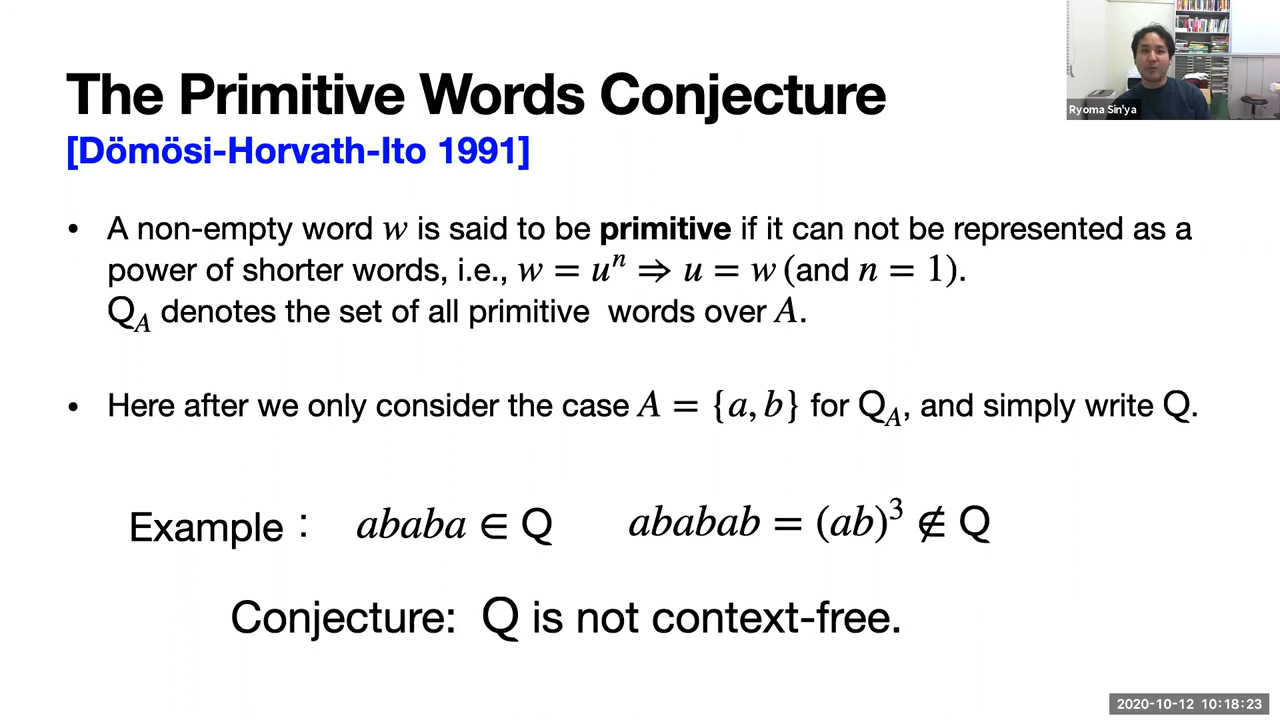 The Primitive Words Conjecture
[Dömösi-Horvath-Ito 1991]
Ryoma Sin'ya
• A non-empty word w is said to be primitive if it can not be represented as a
power of shorter words, i.e., w = uⁿ ⇒ u = w (and n = 1).
Q_A denotes the set of all primitive words over A.
• Here after we only consider the case A = {a, b} for Q_A, and simply write Q.
Example : ababa ∈ Q ababab = (ab)³ ∉ Q
Conjecture: Q is not context-free.
2020-10-12 10:18:23